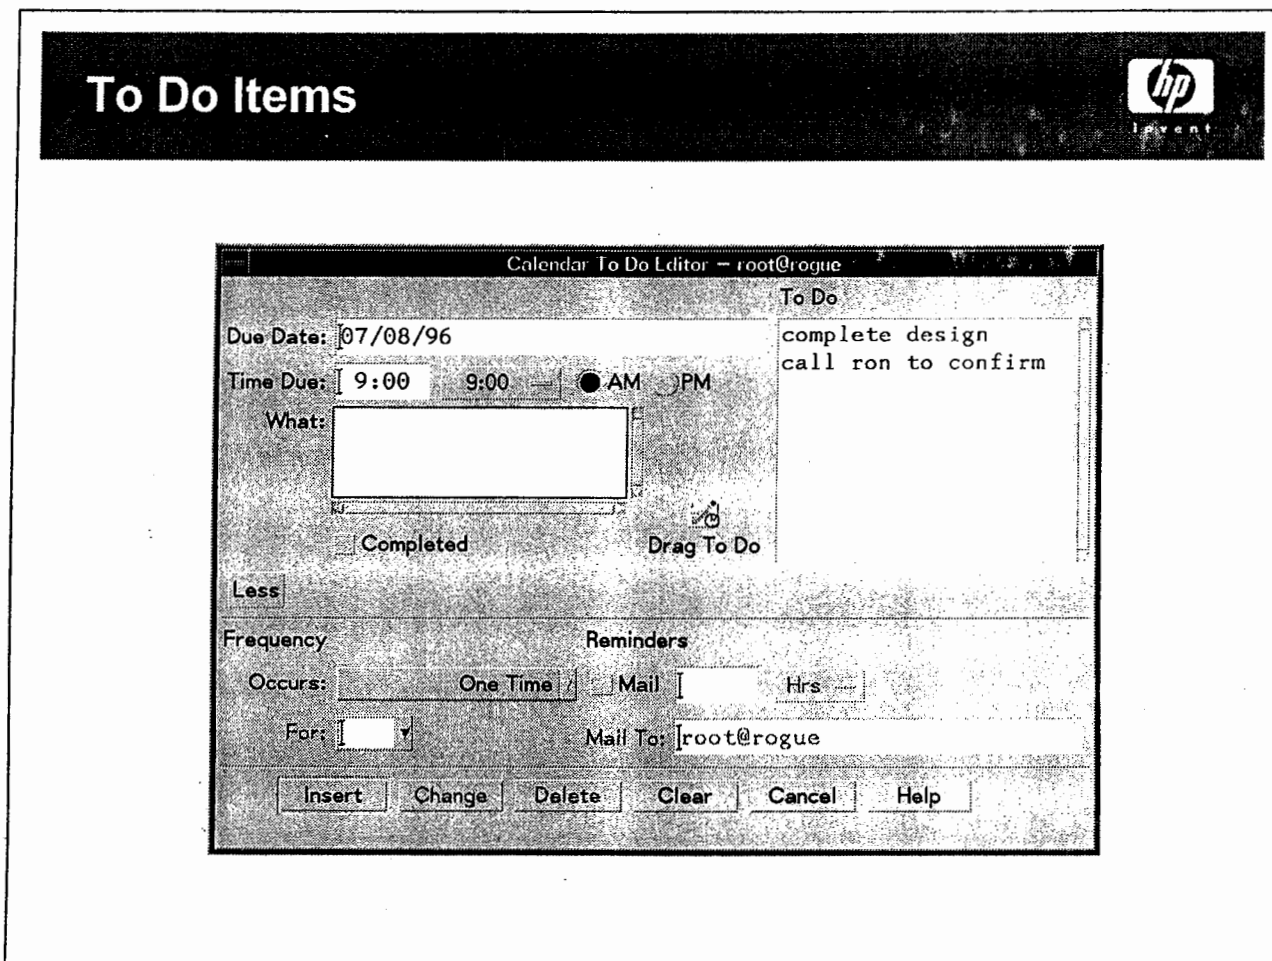 To Do Items
hp
invent
Calendar To Do Editor – root@rogue
To Do
Due Date: 07/08/96
complete design
call ron to confirm
Time Due: 9:00 9:00 AM PM
What:
Completed
Drag To Do
Less
Frequency
Reminders
Occurs: One Time
Mail Hrs
For:
Mail To: root@rogue
Insert Change Delete Clear Cancel Help